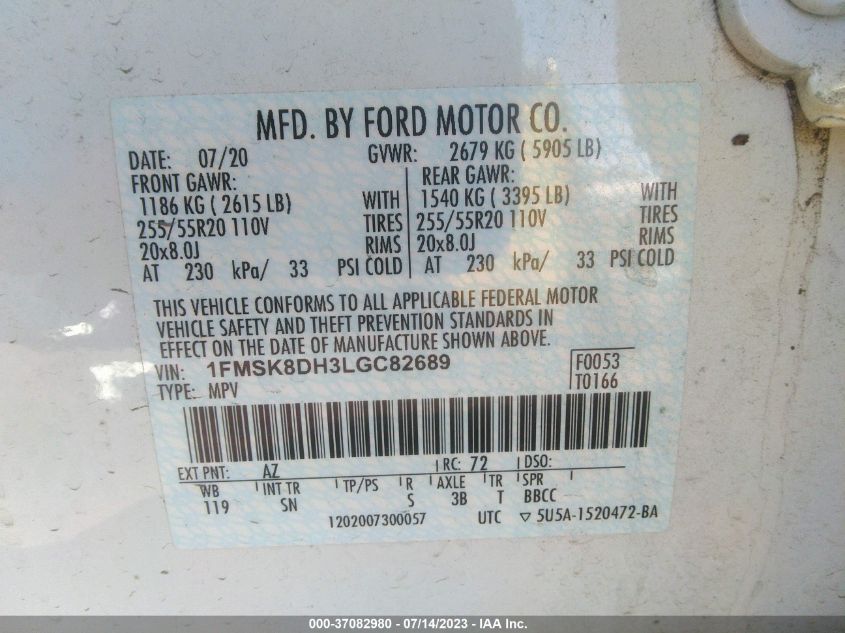 MFD. BY FORD MOTOR CO.
DATE: 07/20 GVWR: 2679 KG ( 5905 LB)
FRONT GAWR: REAR GAWR:
1186 KG ( 2615 LB) WITH 1540 KG ( 3395 LB) WITH
255/55R20 110V TIRES 255/55R20 110V TIRES
20x8.0J RIMS 20x8.0J RIMS
AT 230 kPa/ 33 PSI COLD AT 230 kPa/ 33 PSI COLD
THIS VEHICLE CONFORMS TO ALL APPLICABLE FEDERAL MOTOR
VEHICLE SAFETY AND THEFT PREVENTION STANDARDS IN
EFFECT ON THE DATE OF MANUFACTURE SHOWN ABOVE.
VIN: 1FMSK8DH3LGC82689 F0053
TYPE: MPV T0166
EXT PNT: AZ RC: 72 DSO:
WB INT TR TP/PS R AXLE TR SPR
119 SN S 3B T BBCC
1202007300057 UTC ▽ 5U5A-1520472-BA
000-37082980 - 07/14/2023 - IAA Inc.